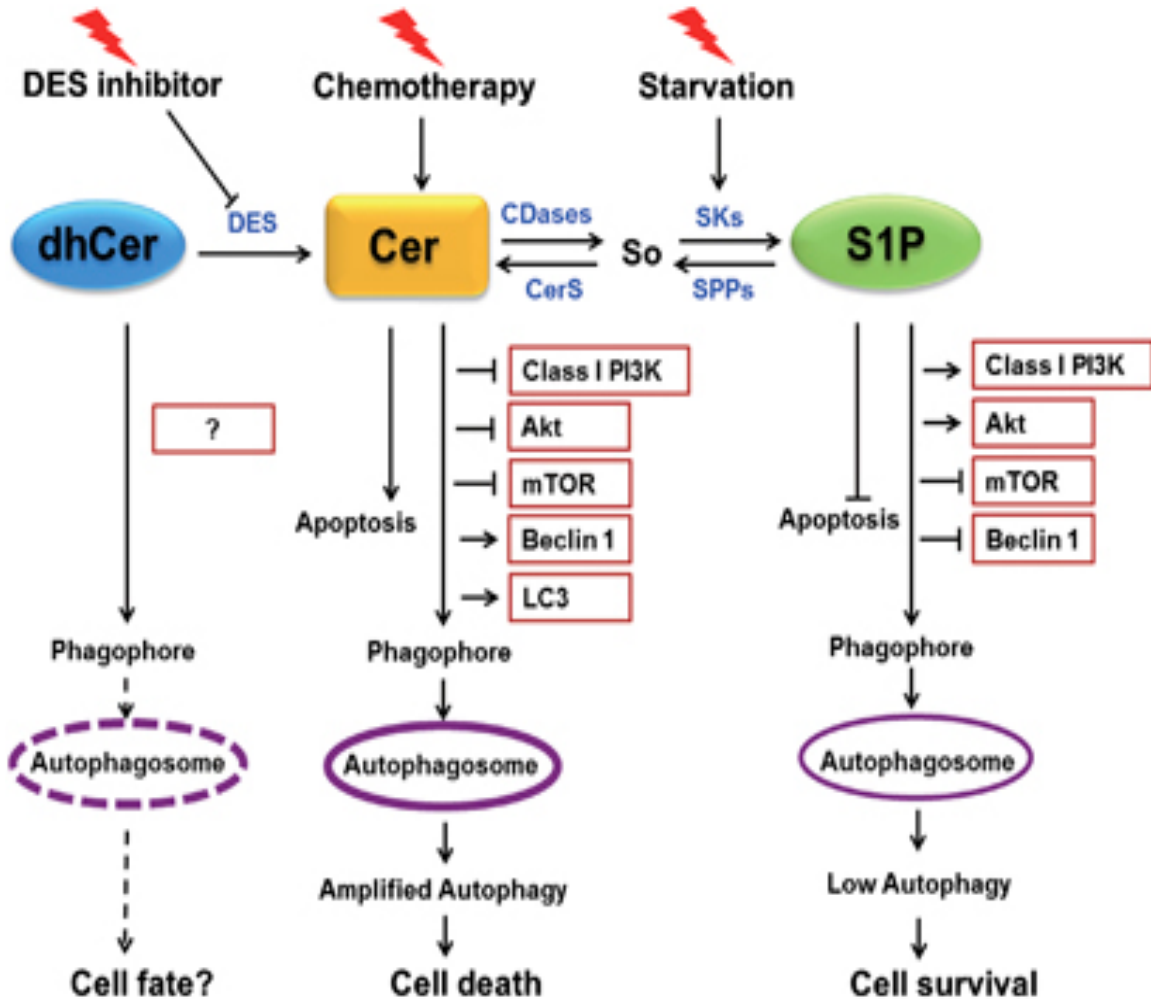 DES inhibitor
Chemotherapy
Starvation
DES
CDases
SKs
dhCer
Cer
So
S1P
CerS
SPPs
Class I PI3K
Akt
mTOR
Beclin 1
LC3
?
Apoptosis
Class I PI3K
Akt
mTOR
Beclin 1
Apoptosis
Phagophore
Phagophore
Phagophore
Autophagosome
Autophagosome
Autophagosome
Amplified Autophagy
Low Autophagy
Cell fate?
Cell death
Cell survival